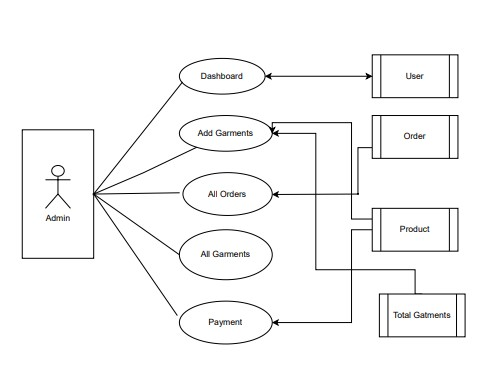 Dashboard
User
Add Garments
Order
All Orders
Admin
Product
All Garments
Total Gatments
Payment